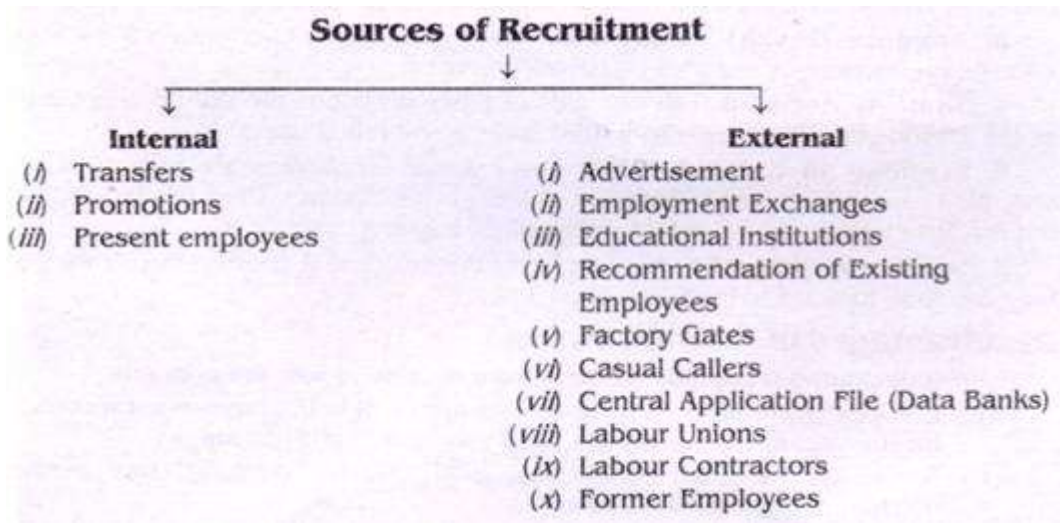 Sources of Recruitment
Internal
(i) Transfers
(ii) Promotions
(iii) Present employees
External
(i) Advertisement
(ii) Employment Exchanges
(iii) Educational Institutions
(iv) Recommendation of Existing
Employees
(v) Factory Gates
(vi) Casual Callers
(vii) Central Application File (Data Banks)
(viii) Labour Unions
(ix) Labour Contractors
(x) Former Employees